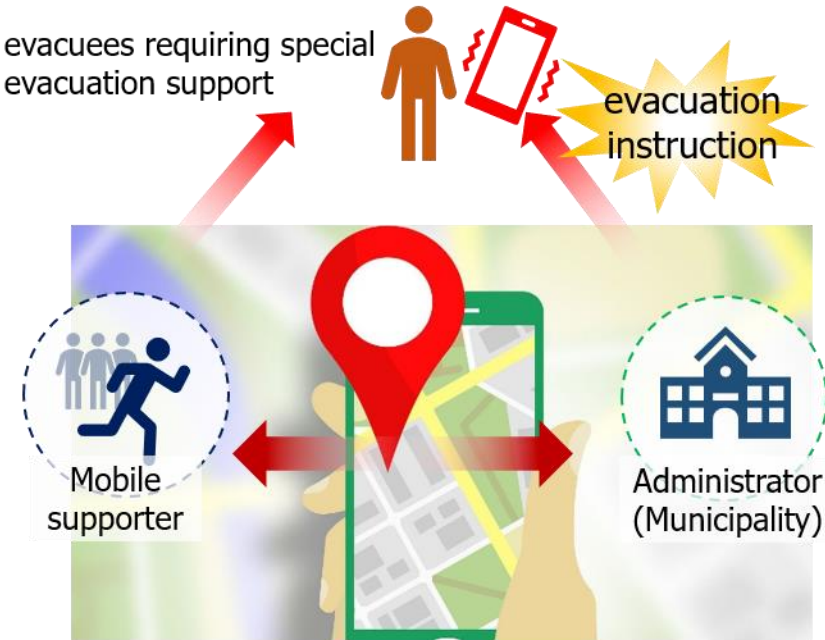 evacuees requiring special
evacuation support
evacuation
instruction
Mobile
supporter
Administrator
(Municipality)